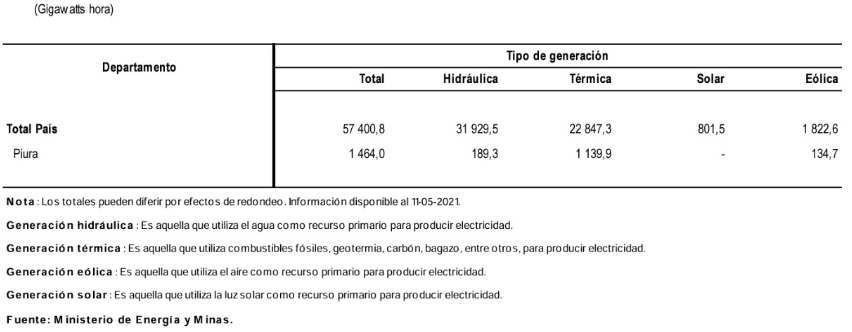 (Gigawatts hora)
Departamento Tipo de generación
Total Hidráulica Térmica Solar Eólica
Total País 57 400,8 31 929,5 22 847,3 801,5 1 822,6
Piura 1 464,0 189,3 1 139,9 - 134,7
Nota : Los totales pueden diferir por efectos de redondeo. Información disponible al 11-05-2021.
Generación hidráulica : Es aquella que utiliza el agua como recurso primario para producir electricidad.
Generación térmica : Es aquella que utiliza combustibles fósiles, geotermia, carbón, bagazo, entre otros, para producir electricidad.
Generación eólica : Es aquella que utiliza el aire como recurso primario para producir electricidad.
Generación solar : Es aquella que utiliza la luz solar como recurso primario para producir electricidad.
Fuente: Ministerio de Energía y Minas.